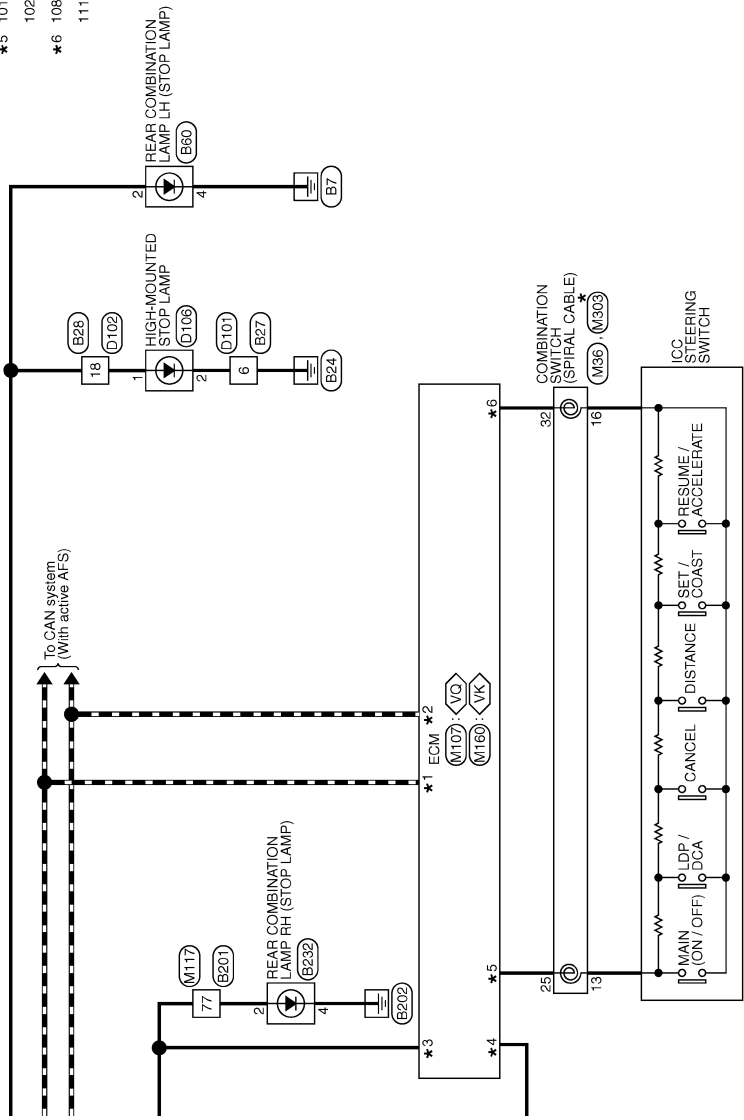 *5 101
102
*6 108
111
REAR COMBINATION
LAMP LH (STOP LAMP)
B60
2
4
B7
B28
D102
18
HIGH-MOUNTED
STOP LAMP
D106
1
2
D101
B27
6
B24
COMBINATION
SWITCH
(SPIRAL CABLE)
M36 , M303 *
ICC
STEERING
SWITCH
*6
32
16
RESUME /
ACCELERATE
SET /
COAST
DISTANCE
CANCEL
LDP /
DCA
MAIN
(ON / OFF)
To CAN system
(With active AFS)
*2
*1
ECM
M107 : VQ
M160 : VK
M117
B201
77
REAR COMBINATION
LAMP RH (STOP LAMP)
B232
2
4
B202
*5
25
13
*3
*4